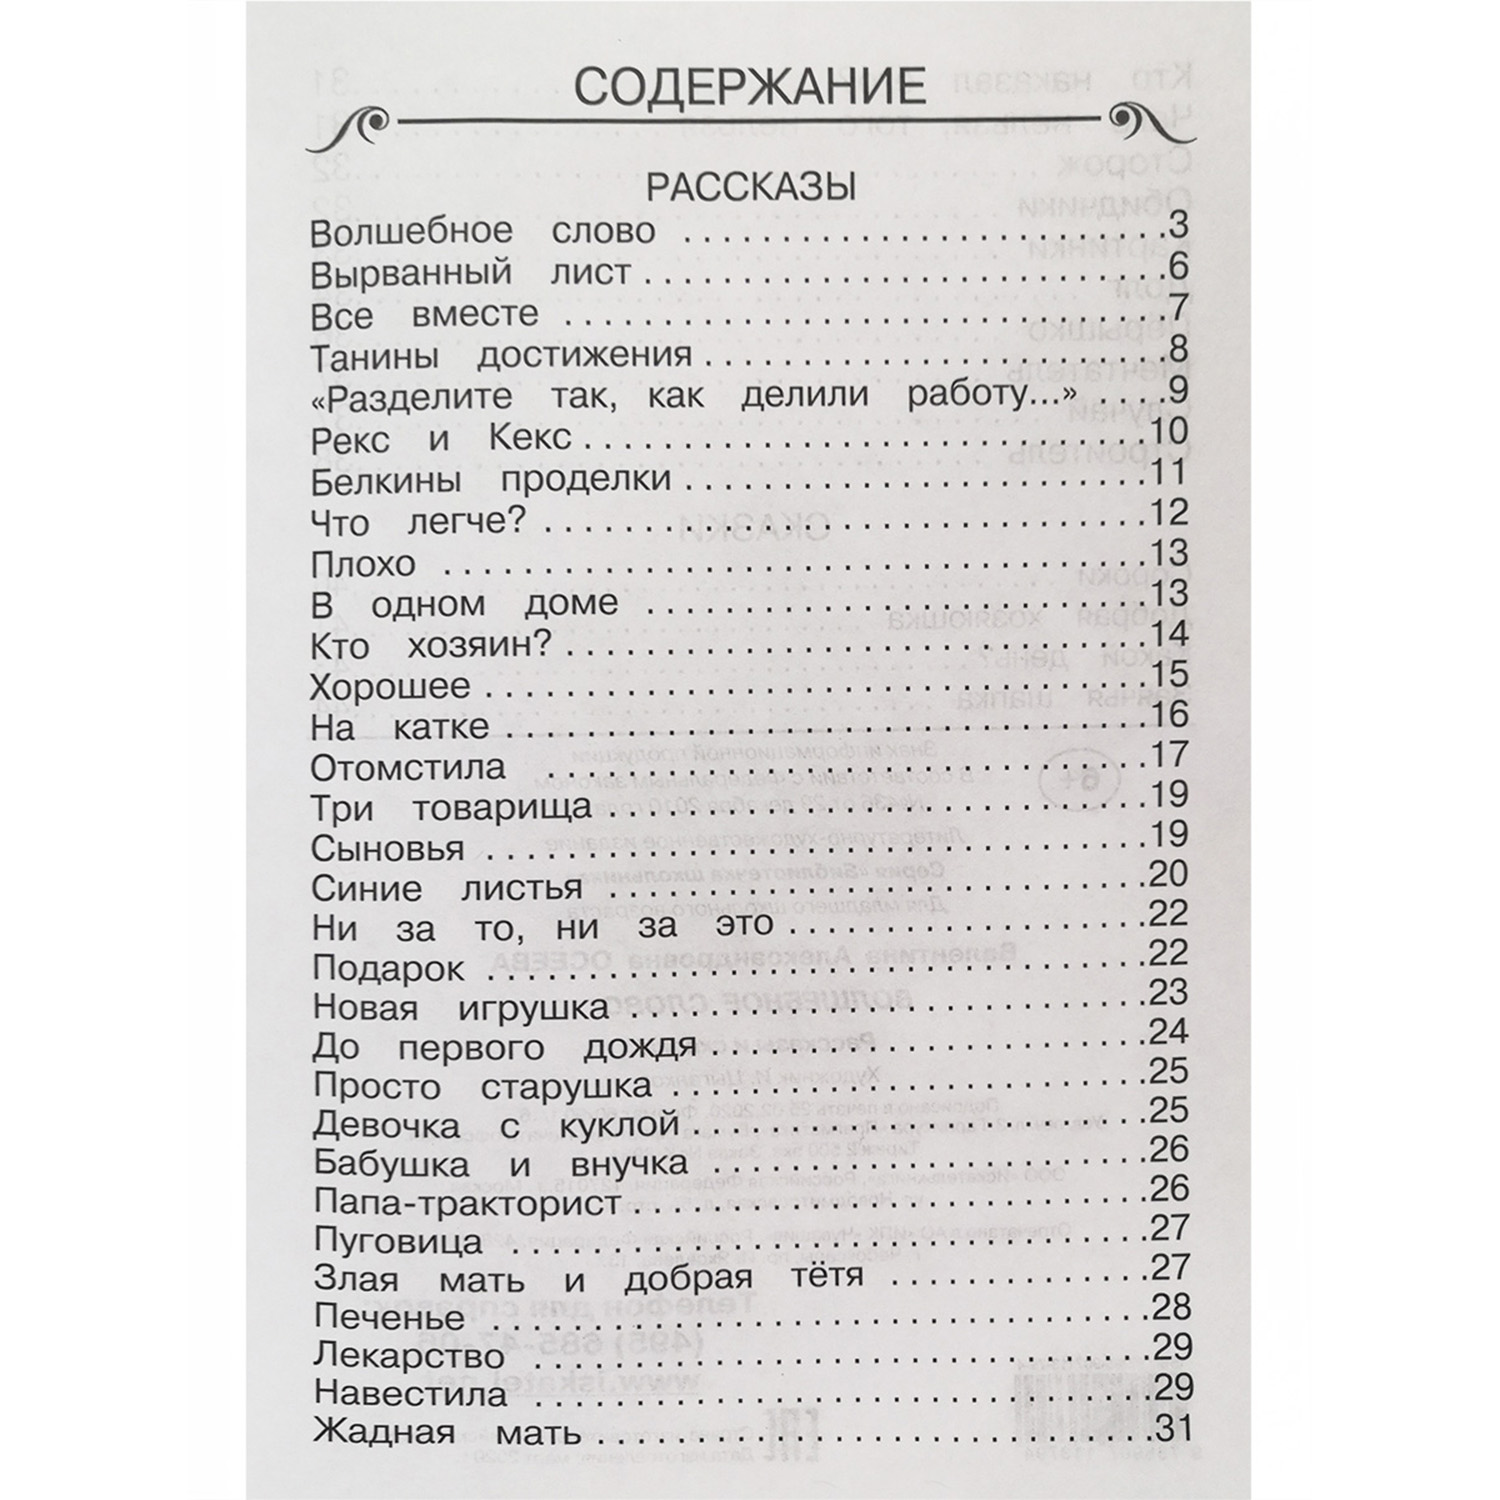 СОДЕРЖАНИЕ
РАССКАЗЫ
Волшебное слово ........................3
Вырванный лист ........................6
Все вместе ........................7
Танины достижения ........................8
«Разделите так, как делили работу...» ....9
Рекс и Кекс ........................10
Белкины проделки ........................11
Что легче? ........................12
Плохо ........................13
В одном доме ........................13
Кто хозяин? ........................14
Хорошее ........................15
На катке ........................16
Отомстила ........................17
Три товарища ........................19
Сыновья ........................19
Синие листья ........................20
Ни за то, ни за это ........................22
Подарок ........................22
Новая игрушка ........................23
До первого дождя ........................24
Просто старушка ........................25
Девочка с куклой ........................25
Бабушка и внучка ........................26
Папа-тракторист ........................26
Пуговица ........................27
Злая мать и добрая тётя ..............27
Печенье ........................28
Лекарство ........................29
Навестила ........................29
Жадная мать ........................31